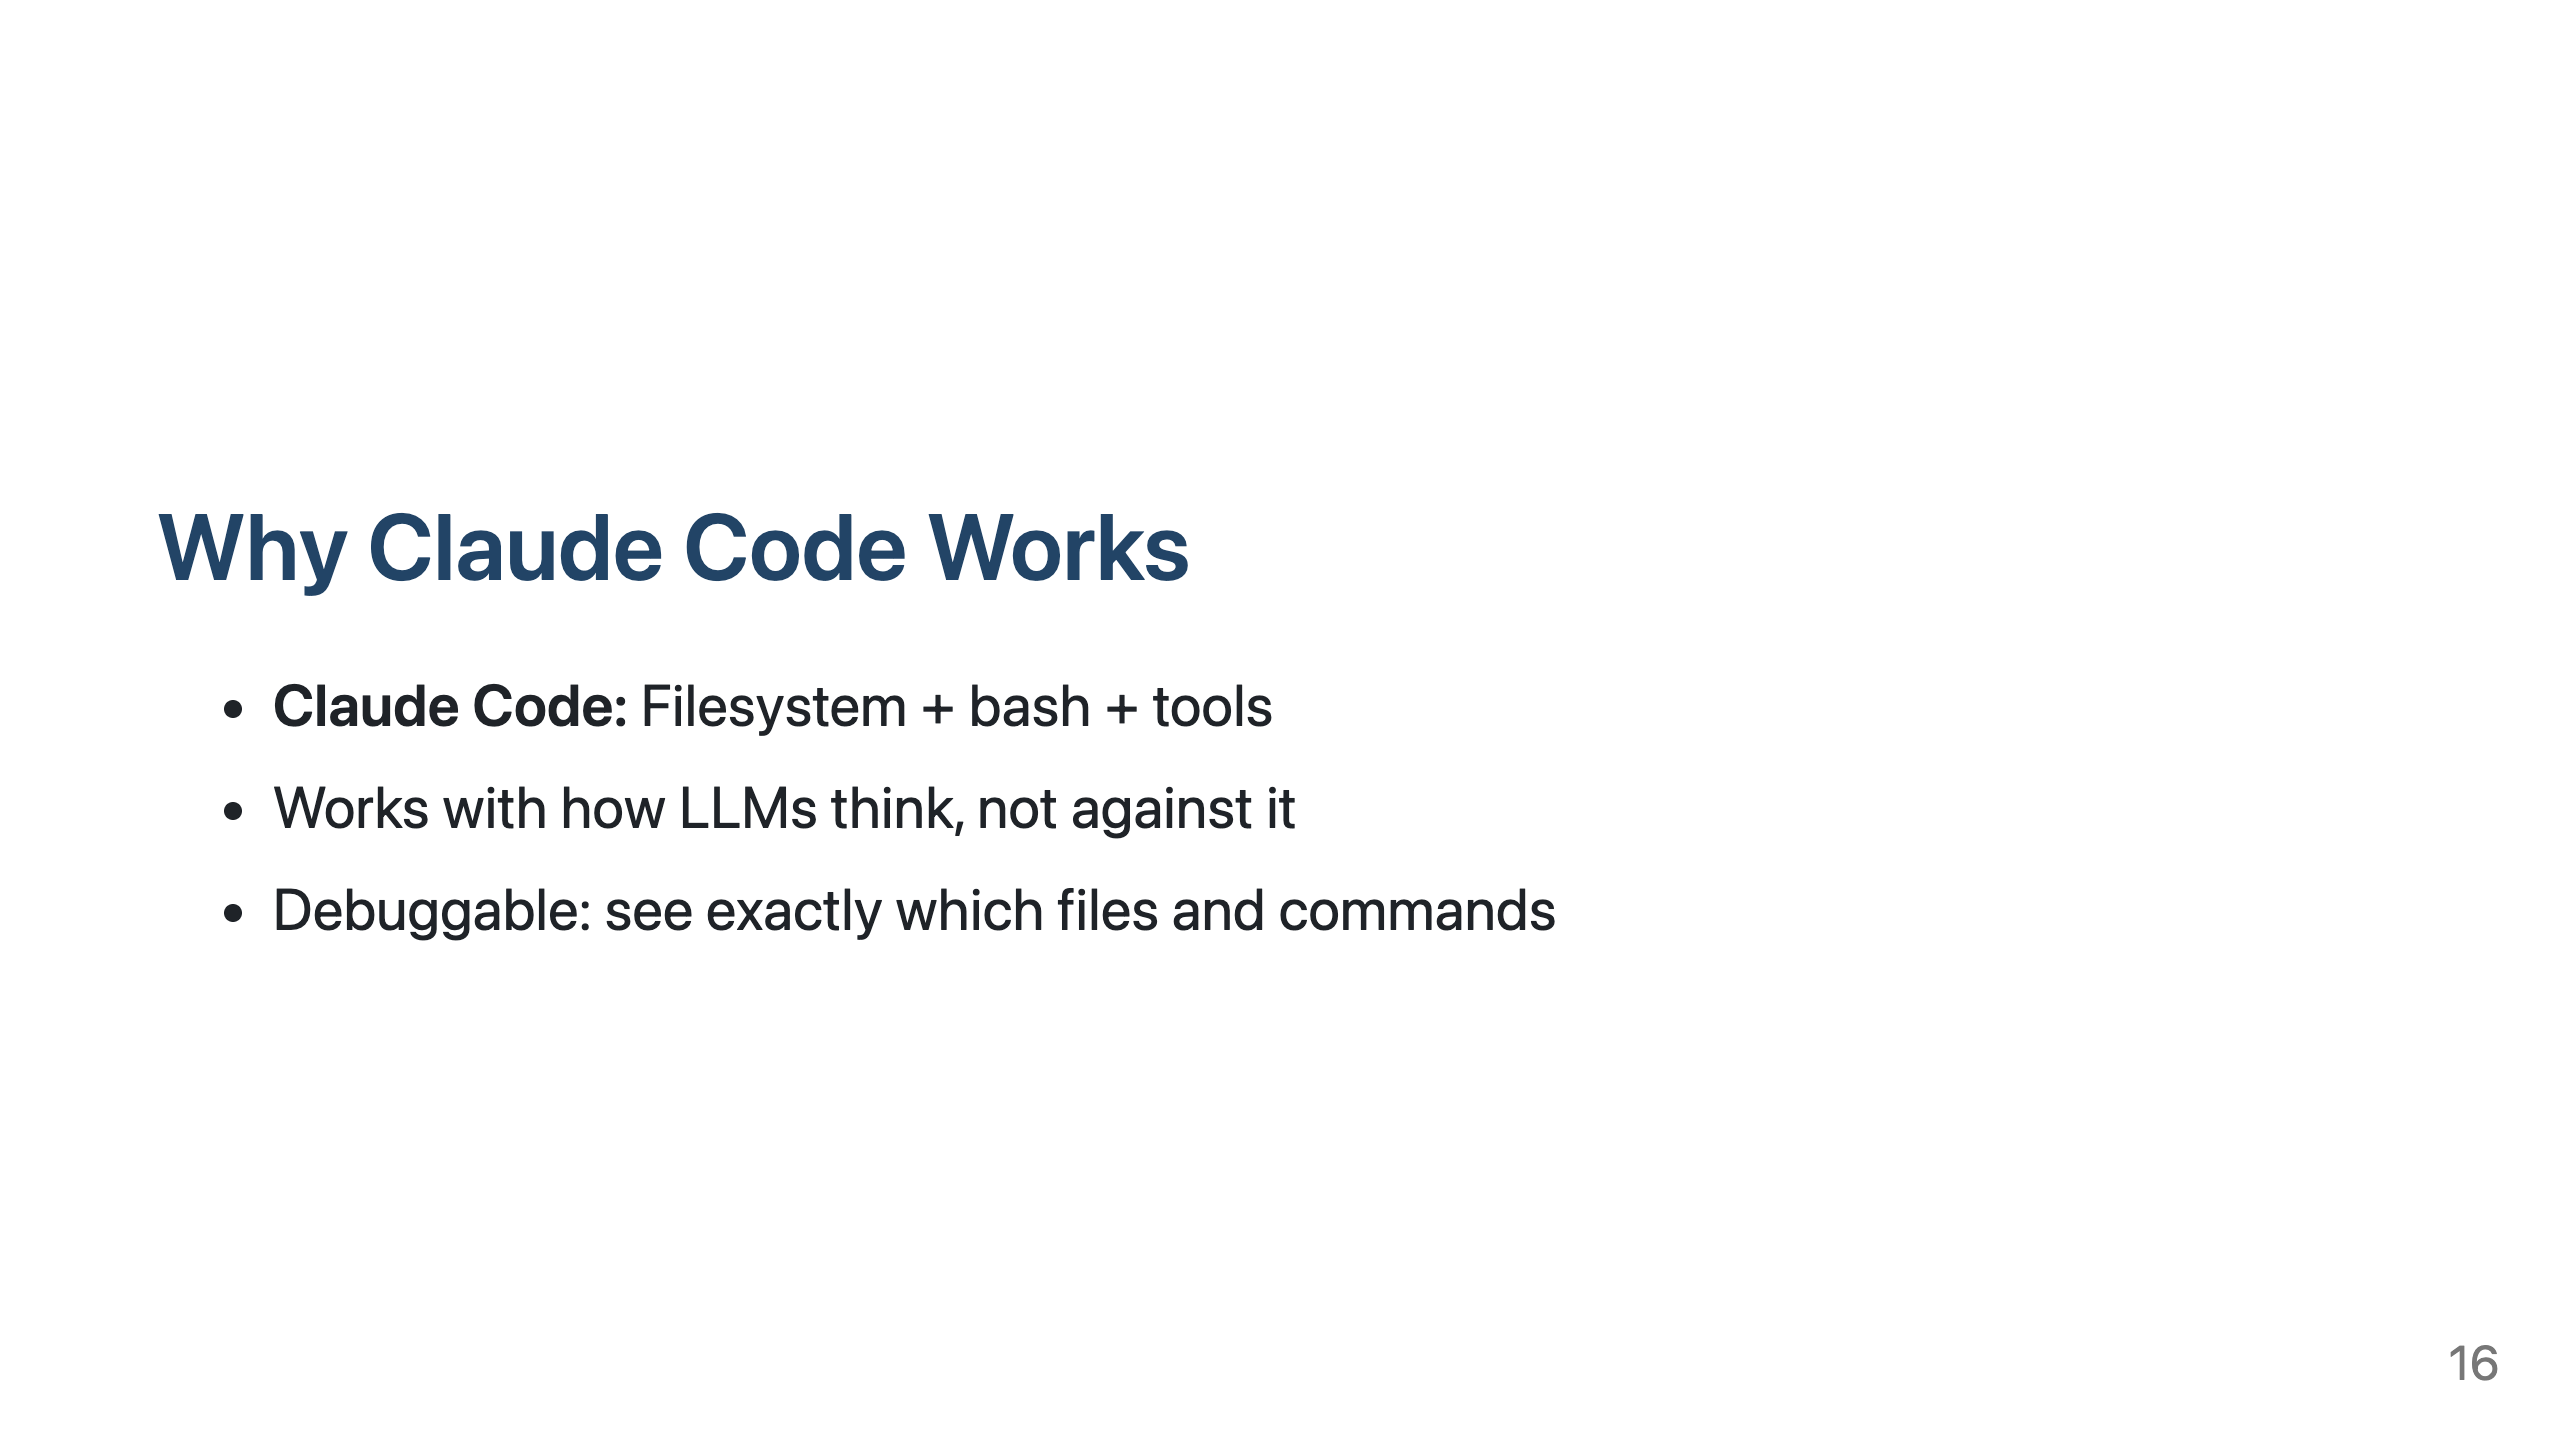 Why Claude Code Works
• Claude Code: Filesystem + bash + tools
• Works with how LLMs think, not against it
• Debuggable: see exactly which files and commands
16